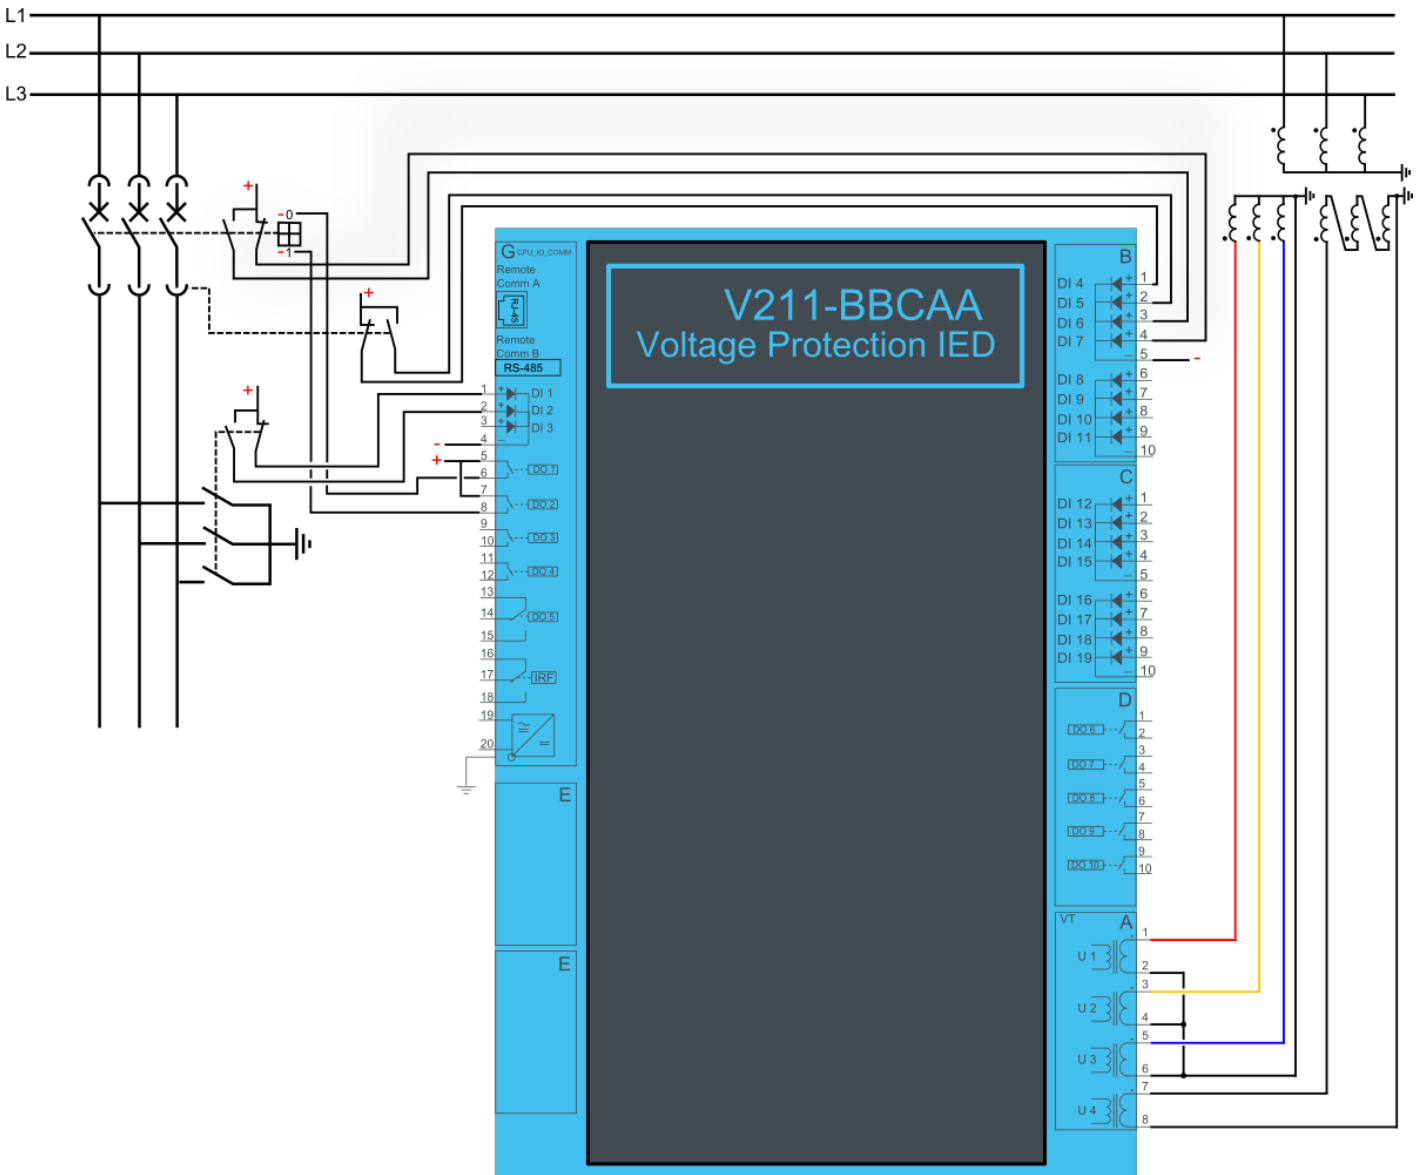 L1
L2
L3
+
-0
-1
+
+
G CPU_IO_COMM
Remote
Comm A
RJ-45
Remote
Comm B
RS-485
1 + DI 1
2 + DI 2
3 + DI 3
- 4 –
+ 5
6 DO 1
7
8 DO 2
9
10 DO 3
11
12 DO 4
13
14 DO 5
15
16
17 IRF
18
19
20
E
E
V211-BBCAA
Voltage Protection IED
B
DI 4 + 1
DI 5 + 2
DI 6 + 3
DI 7 + 4
– 5 -
DI 8 + 6
DI 9 + 7
DI 10 + 8
DI 11 + 9
– 10
C
DI 12 + 1
DI 13 + 2
DI 14 + 3
DI 15 + 4
– 5
DI 16 + 6
DI 17 + 7
DI 18 + 8
DI 19 + 9
– 10
D
1
DO 6 2
3
DO 7 4
5
DO 8 6
7
DO 9 8
9
DO 10 10
VT A
1
U 1
2
3
U 2
4
5
U 3
6
7
U 4
8